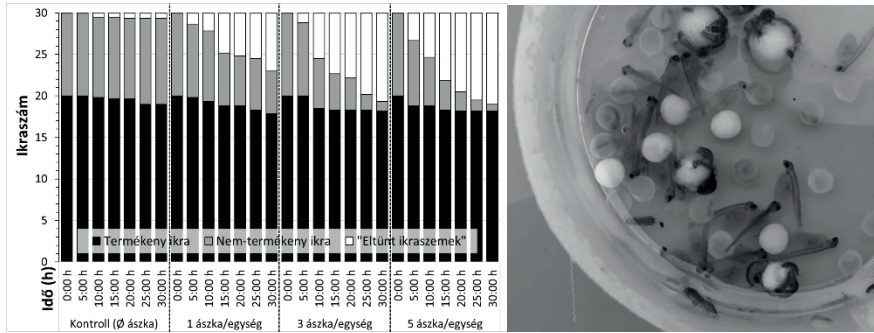 Ikraszám
30
25
20
15
10
5
0
Termékeny ikra Nem-termékeny ikra "Eltűnt ikraszemek"
Idő (h)
0:00 h 5:00 h 10:00 h 15:00 h 20:00 h 25:00 h 30:00 h 0:00 h 5:00 h 10:00 h 15:00 h 20:00 h 25:00 h 30:00 h 0:00 h 5:00 h 10:00 h 15:00 h 20:00 h 25:00 h 30:00 h 0:00 h 5:00 h 10:00 h 15:00 h 20:00 h 25:00 h 30:00 h
Kontroll (Ø ászka) 1 ászka/egység 3 ászka/egység 5 ászka/egység